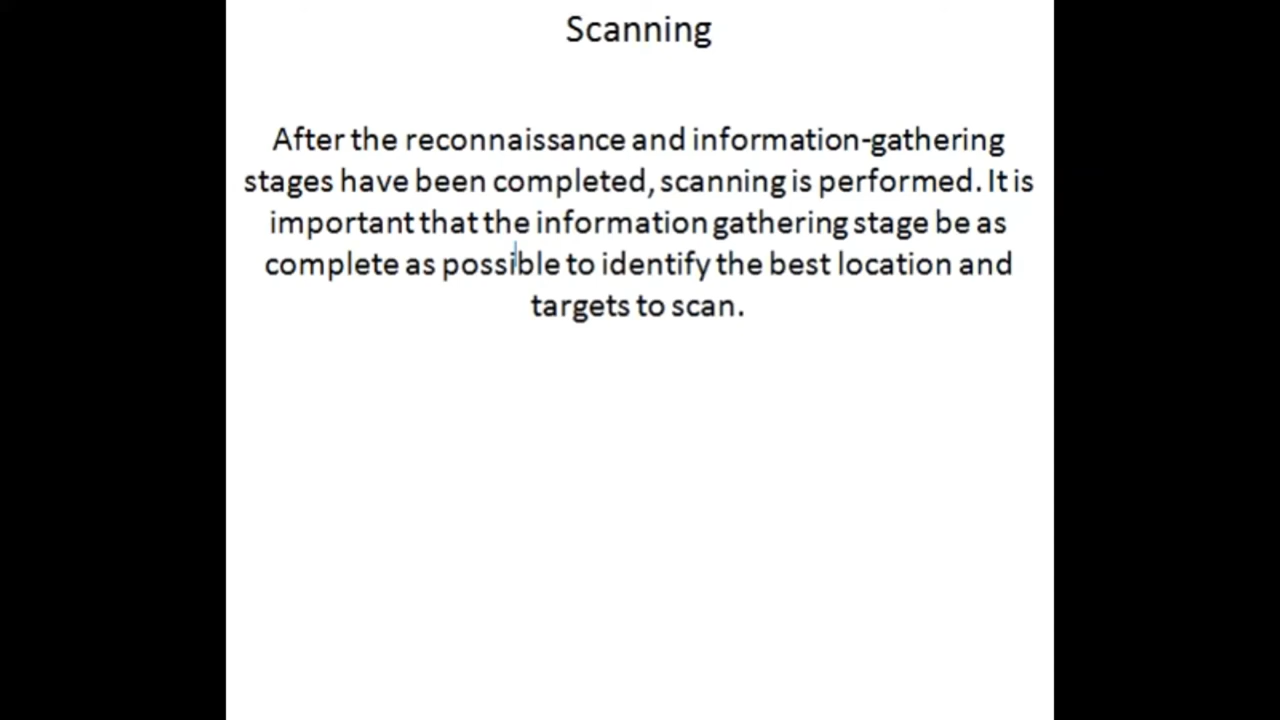 Scanning
After the reconnaissance and information-gathering
stages have been completed, scanning is performed. It is
important that the information gathering stage be as
complete as possible to identify the best location and
targets to scan.